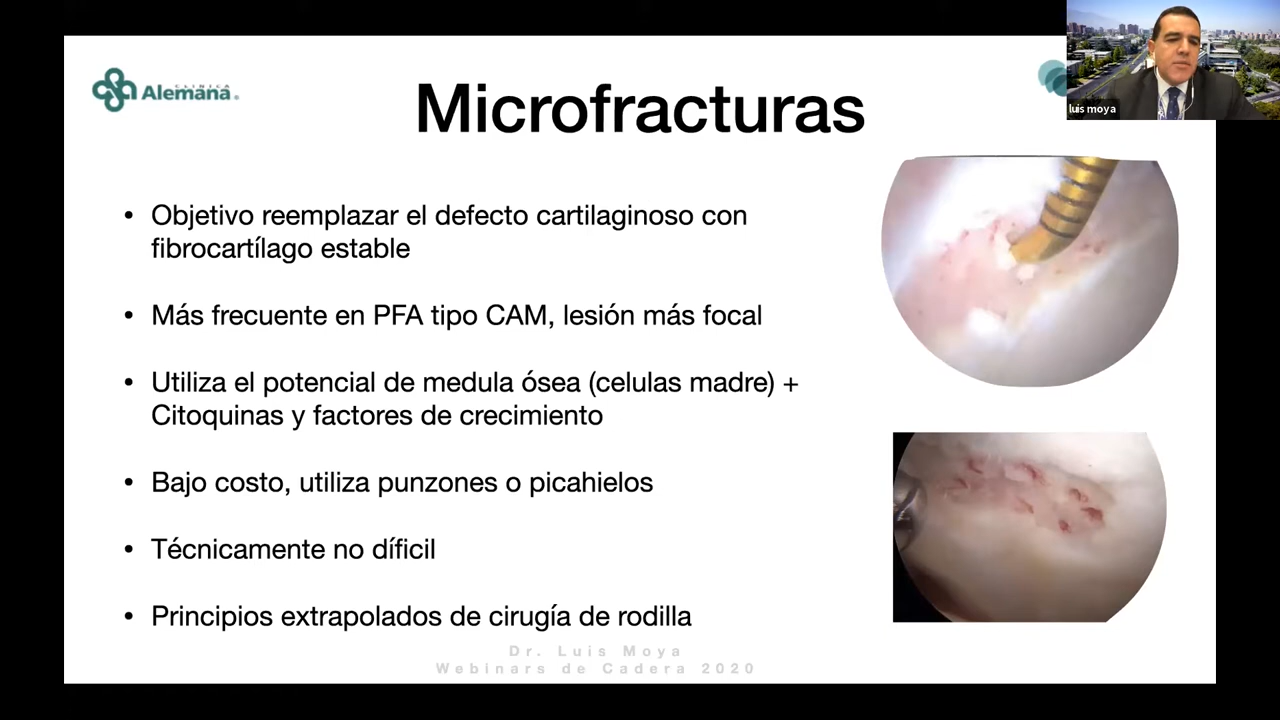 CLINICA
Alemana
Microfracturas
luis moya
• Objetivo reemplazar el defecto cartilaginoso con
fibrocartílago estable
• Más frecuente en PFA tipo CAM, lesión más focal
• Utiliza el potencial de medula ósea (celulas madre) +
Citoquinas y factores de crecimiento
• Bajo costo, utiliza punzones o picahielos
• Técnicamente no díficil
• Principios extrapolados de cirugía de rodilla
Dr. Luis Moya
Webinars de Cadera 2020